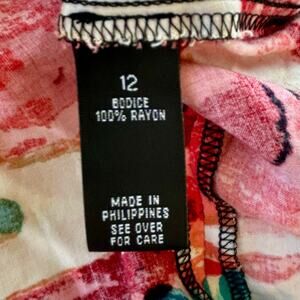 12
BODICE
100% RAYON
MADE IN
PHILIPPINES
SEE OVER
FOR CARE